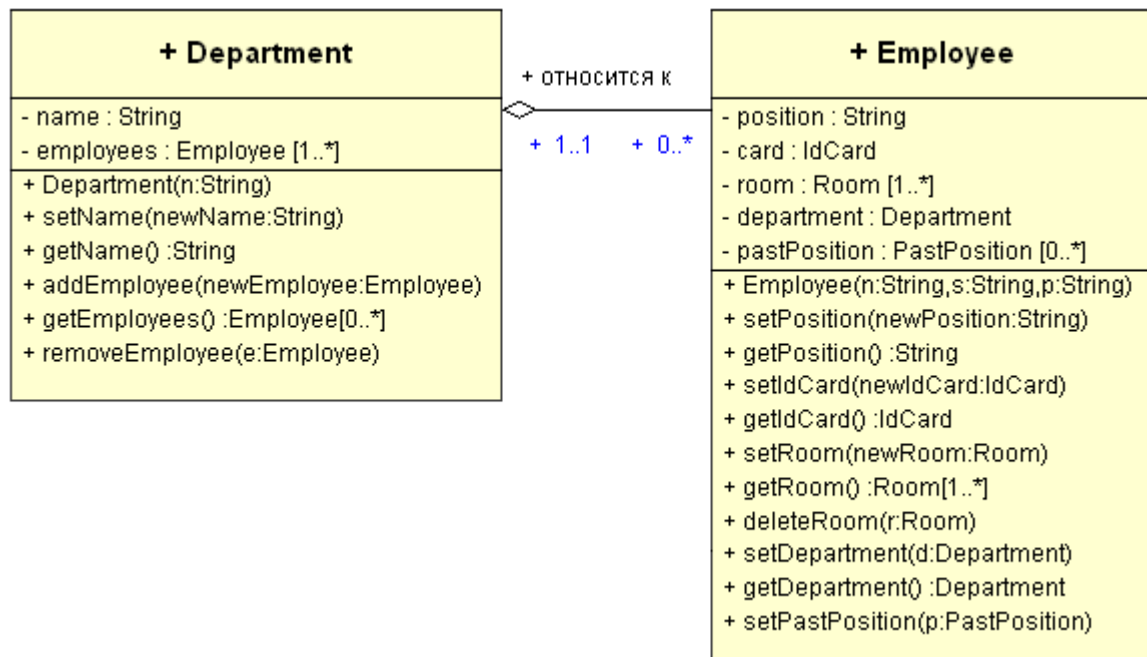 + Department
- name : String
- employees : Employee [1..*]
+ Department(n:String)
+ setName(newName:String)
+ getName() :String
+ addEmployee(newEmployee:Employee)
+ getEmployees() :Employee[0..*]
+ removeEmployee(e:Employee)
+ относится к
+ 1..1
+ 0..*
+ Employee
- position : String
- card : IdCard
- room : Room [1..*]
- department : Department
- pastPosition : PastPosition [0..*]
+ Employee(n:String,s:String,p:String)
+ setPosition(newPosition:String)
+ getPosition() :String
+ setIdCard(newIdCard:IdCard)
+ getIdCard() :IdCard
+ setRoom(newRoom:Room)
+ getRoom() :Room[1..*]
+ deleteRoom(r:Room)
+ setDepartment(d:Department)
+ getDepartment() :Department
+ setPastPosition(p:PastPosition)